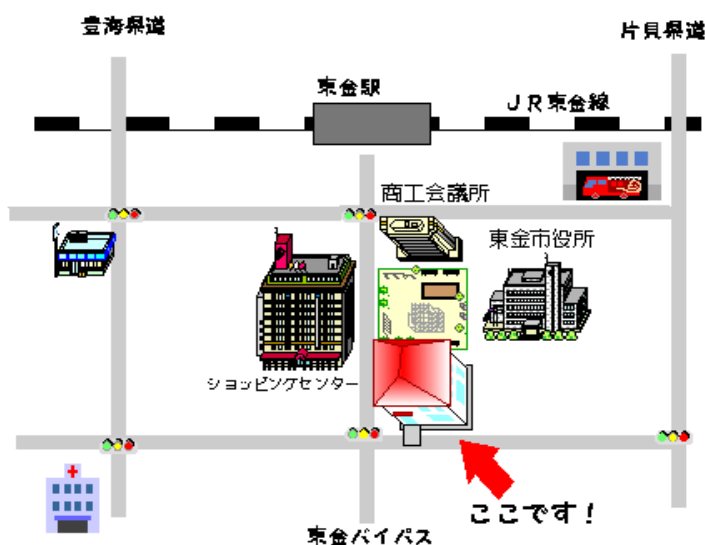 豊海県道
片貝県道
東金駅
JR東金線
商工会議所
東金市役所
ショッピングセンター
ここです!
東金バイパス